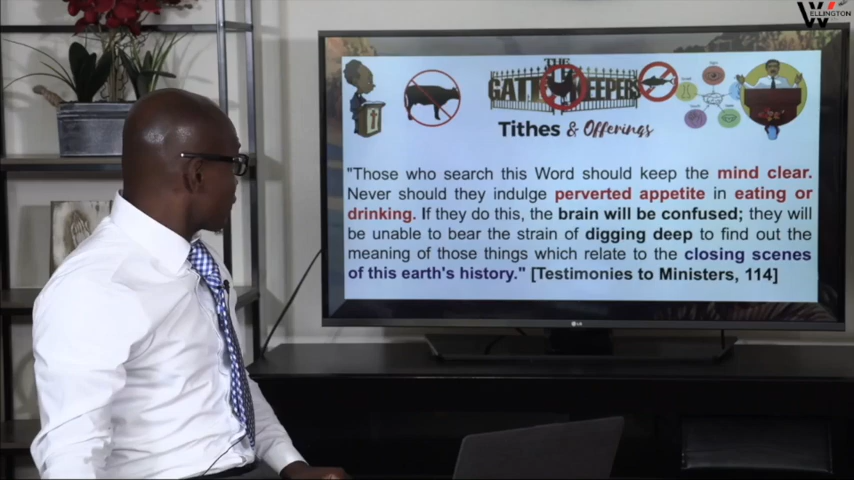 WELLINGTON
THE
GATEKEEPERS
Tithes & Offerings
"Those who search this Word should keep the mind clear.
Never should they indulge perverted appetite in eating or
drinking. If they do this, the brain will be confused; they will
be unable to bear the strain of digging deep to find out the
meaning of those things which relate to the closing scenes
of this earth's history." [Testimonies to Ministers, 114]
LG